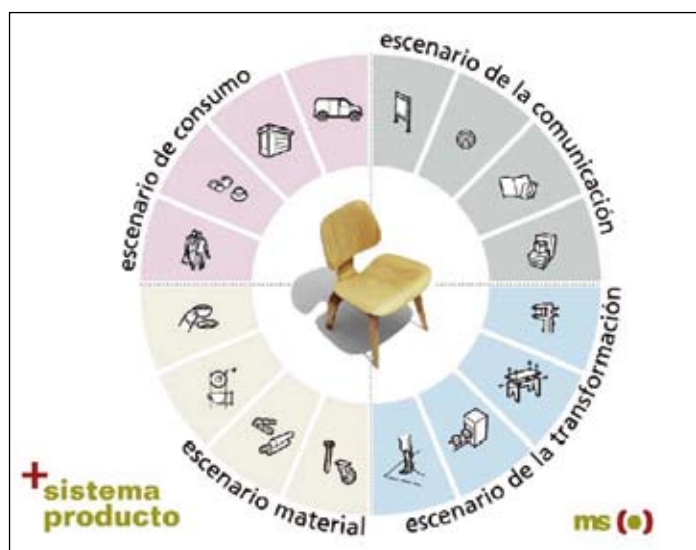 escenario de consumo
escenario de la comunicación
escenario material
escenario de la transformación
+sistema
producto
ms(•)